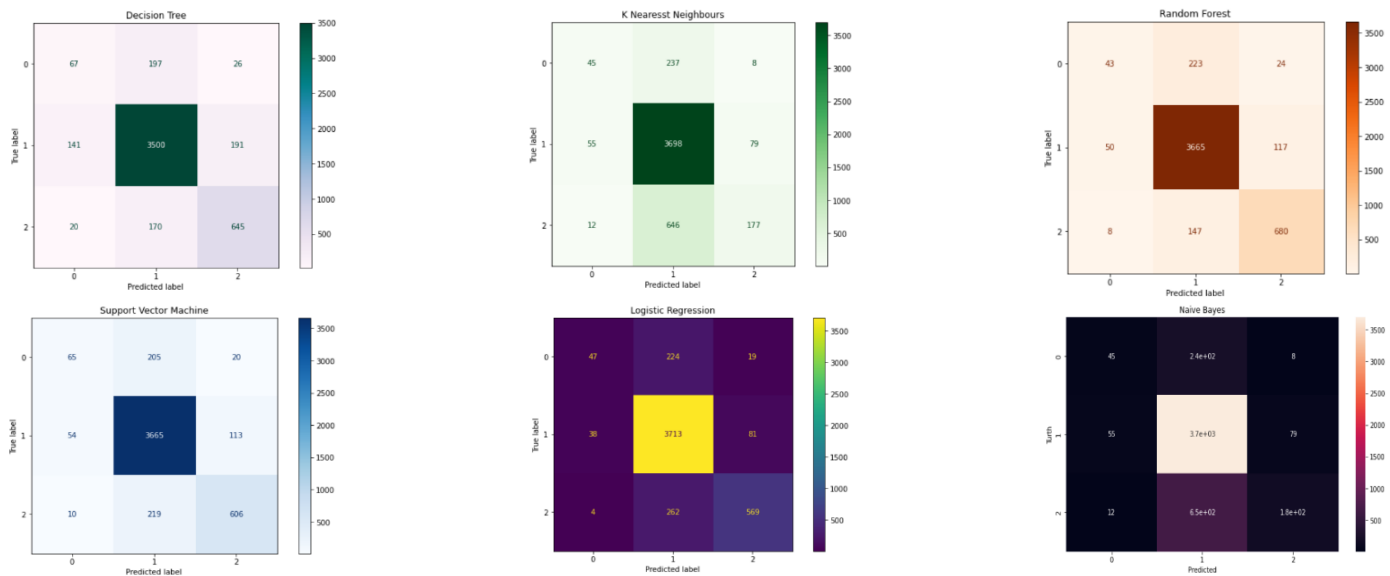 Decision Tree
3500
3000
2500
2000
1500
1000
500
0
1
2
True label
67 197 26
141 3500 191
20 170 645
0 1 2
Predicted label
K Nearesst Neighbours
3500
3000
2500
2000
1500
1000
500
0
1
2
True label
45 237 8
55 3698 79
12 646 177
0 1 2
Predicted label
Random Forest
3500
3000
2500
2000
1500
1000
500
0
1
2
True label
43 223 24
50 3665 117
8 147 680
0 1 2
Predicted label
Support Vector Machine
3500
3000
2500
2000
1500
1000
500
0
1
2
True label
65 205 20
54 3665 113
10 219 606
0 1 2
Predicted label
Logistic Regression
3500
3000
2500
2000
1500
1000
500
0
1
2
True label
47 224 19
38 3713 81
4 262 569
0 1 2
Predicted label
Naive Bayes
3500
3000
2500
2000
1500
1000
500
0
1
2
Turth
45 2.4e+02 8
55 3.7e+03 79
12 6.5e+02 1.8e+02
0 1 2
Predicted